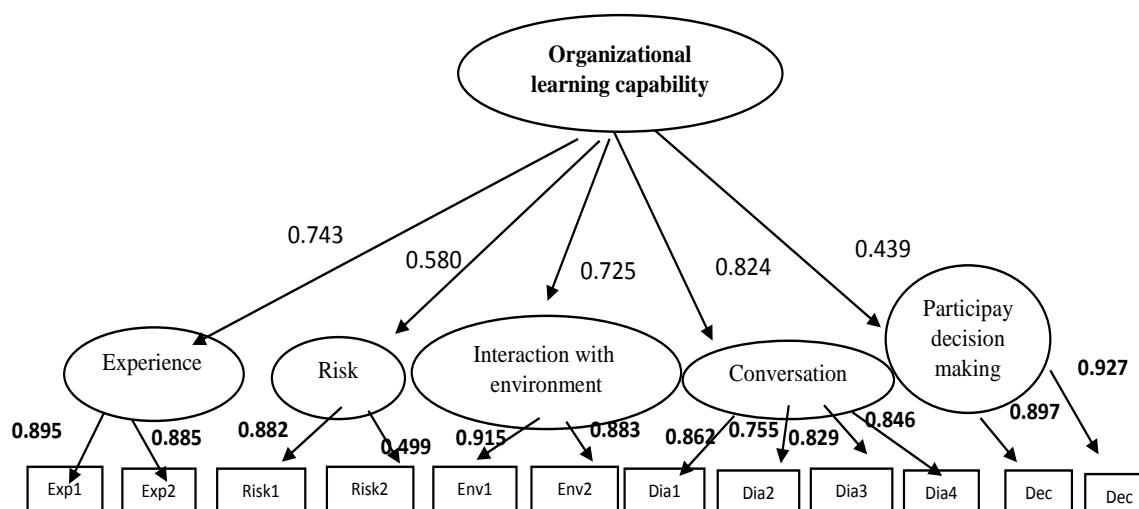 Organizational
learning capability
0.743
0.580
0.725
0.824
0.439
Experience
Risk
Interaction with
environment
Conversation
Participay
decision
making
0.895
0.885
0.882
0.499
0.915
0.883
0.862
0.755
0.829
0.846
0.897
0.927
Exp1
Exp2
Risk1
Risk2
Env1
Env2
Dia1
Dia2
Dia3
Dia4
Dec
Dec